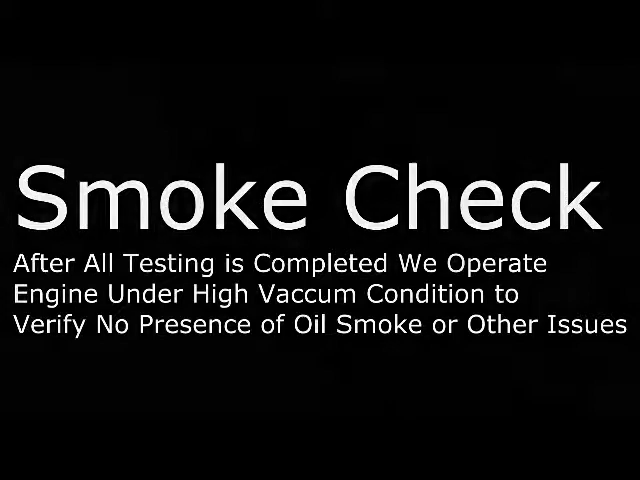 Smoke Check
After All Testing is Completed We Operate
Engine Under High Vaccum Condition to
Verify No Presence of Oil Smoke or Other Issues